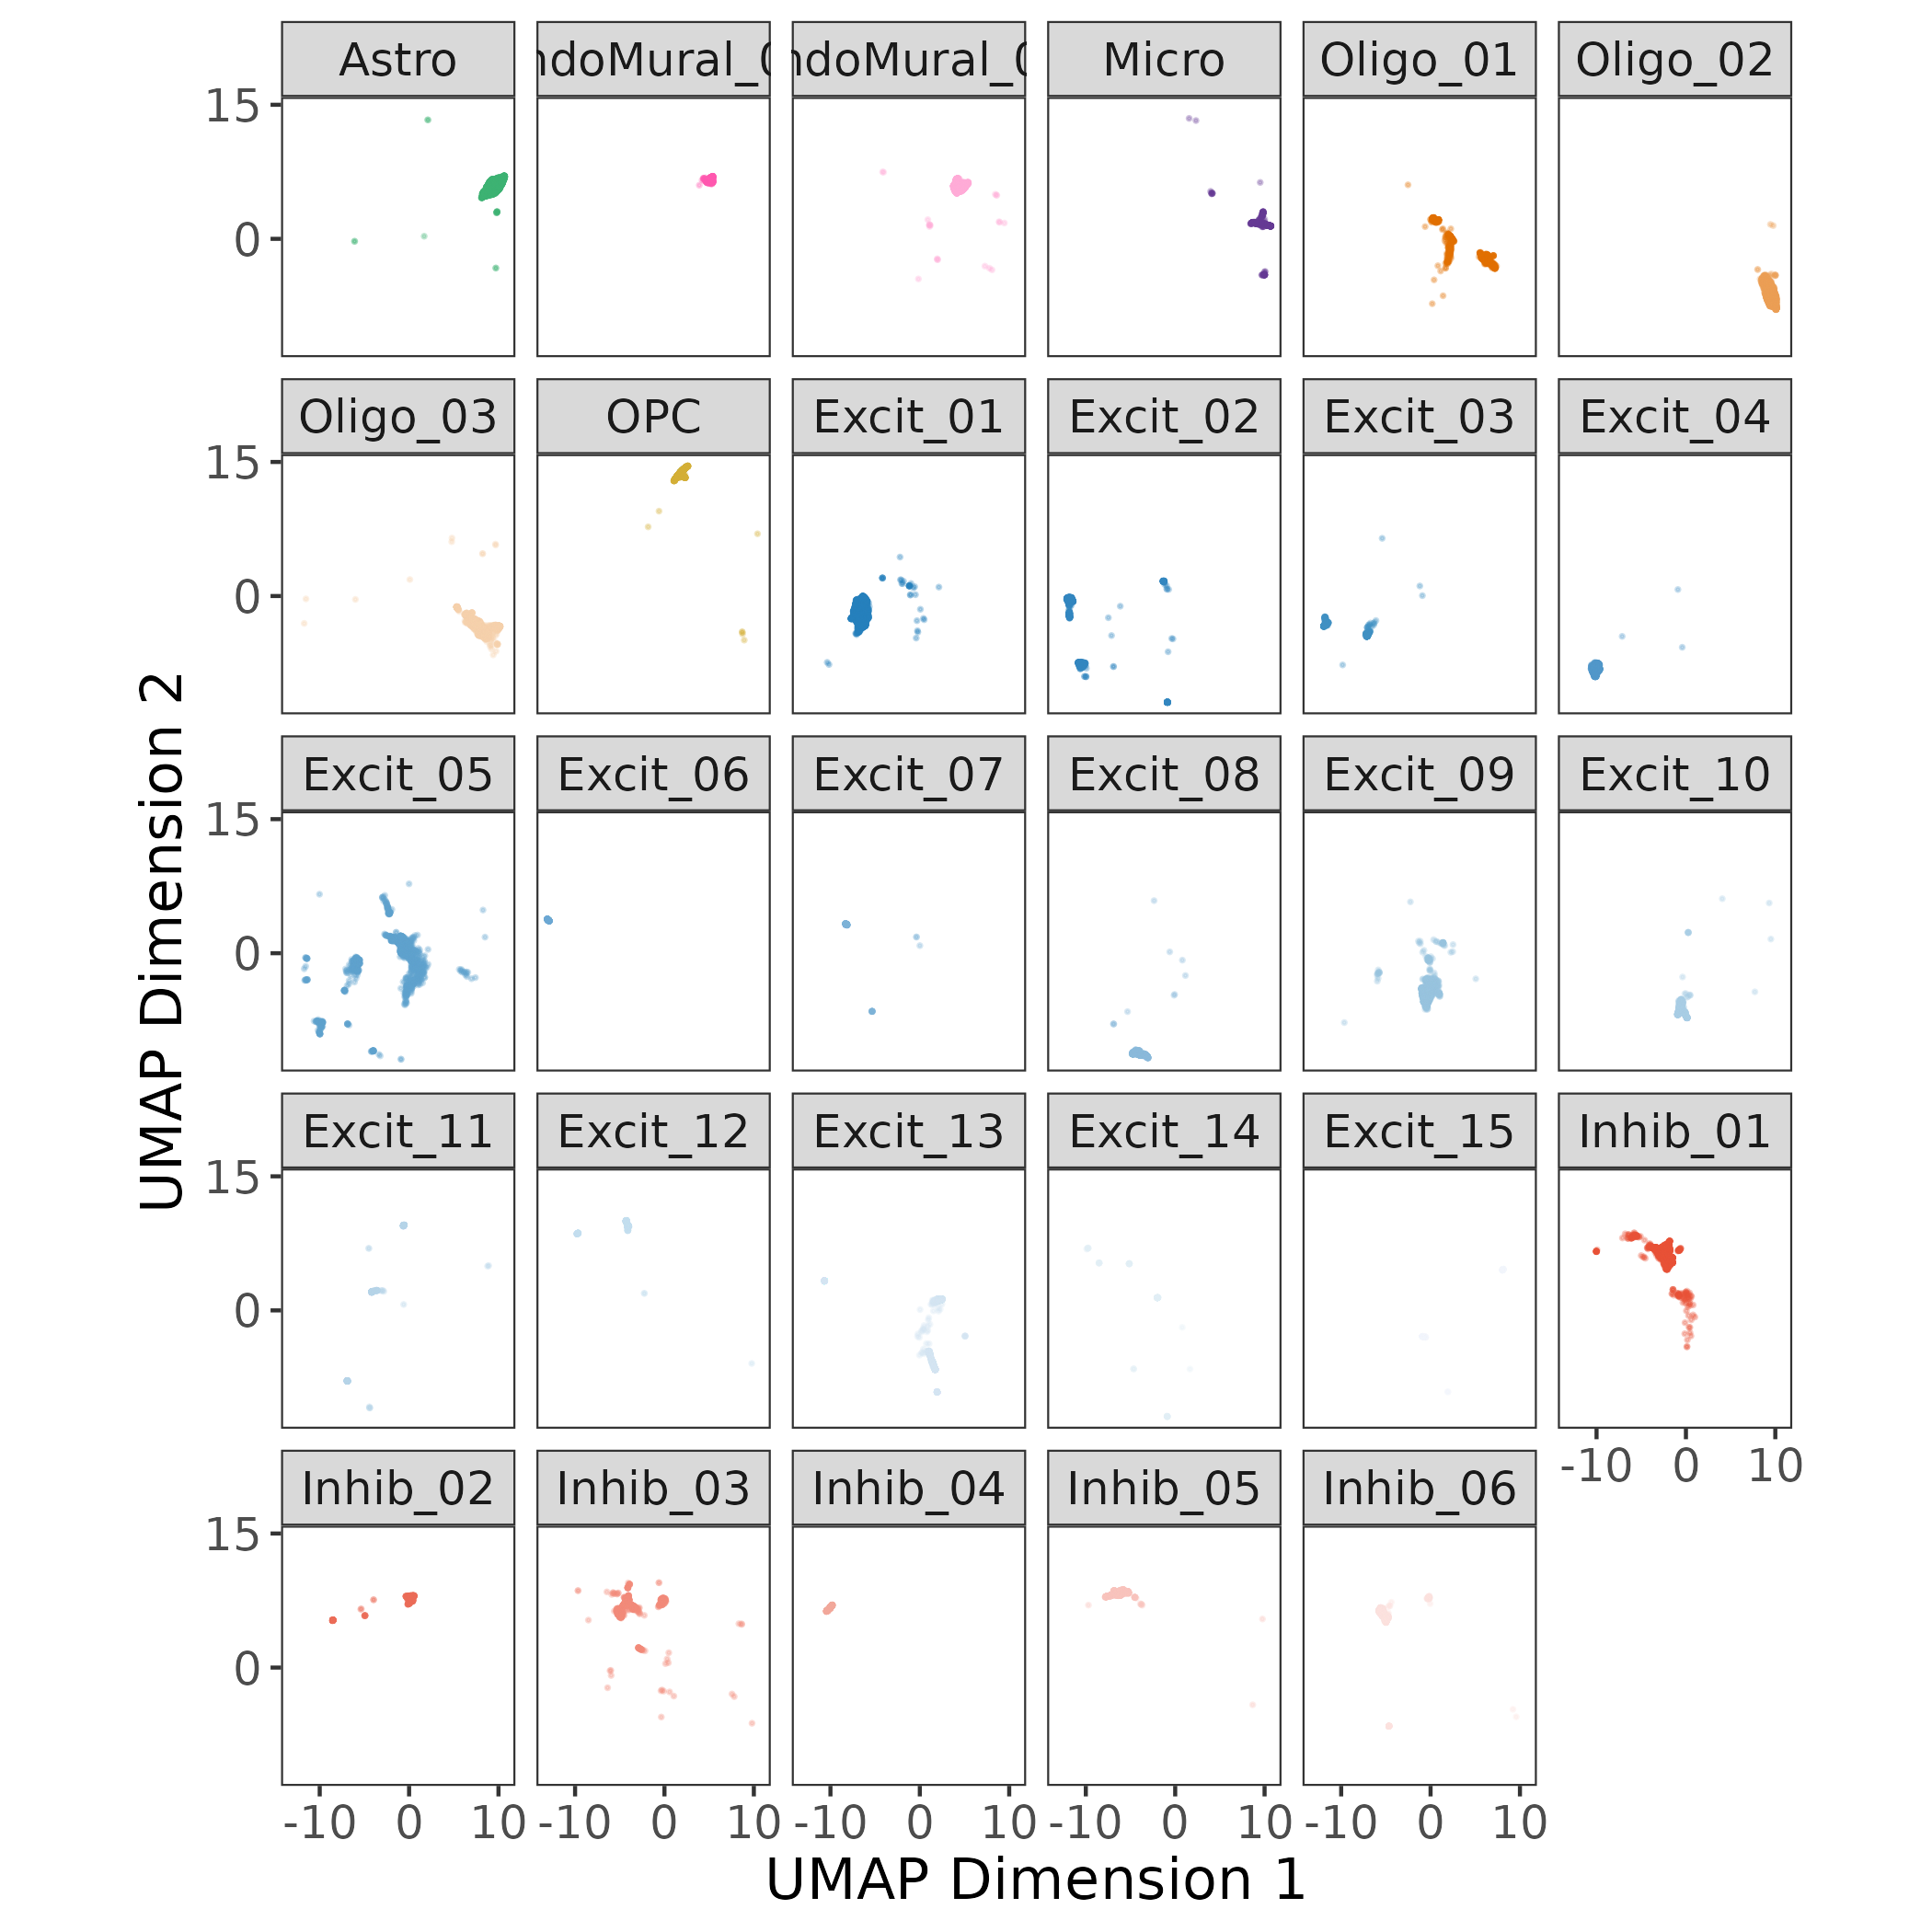 Astro
ndoMural_0
ndoMural_0
Micro
Oligo_01
Oligo_02
15
0
Oligo_03
OPC
Excit_01
Excit_02
Excit_03
Excit_04
15
0
Excit_05
Excit_06
Excit_07
Excit_08
Excit_09
Excit_10
15
0
Excit_11
Excit_12
Excit_13
Excit_14
Excit_15
Inhib_01
15
0
-10 0 10
Inhib_02
Inhib_03
Inhib_04
Inhib_05
Inhib_06
15
0
-10 0 10
-10 0 10
-10 0 10
-10 0 10
-10 0 10
UMAP Dimension 1
UMAP Dimension 2